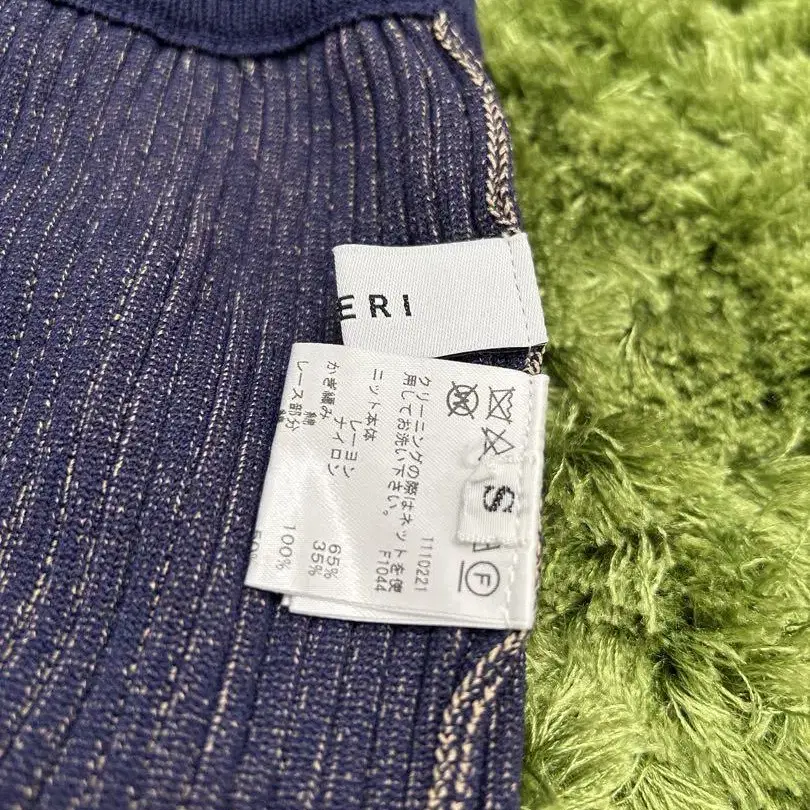 ERI
S
A
F
1110221
F1044
クリーニングの際はネットを使
用してお洗い下さい。
ニット本体
レーヨン 65%
ナイロン 35%
かぎ編み
綿 100%
レース部分
50%